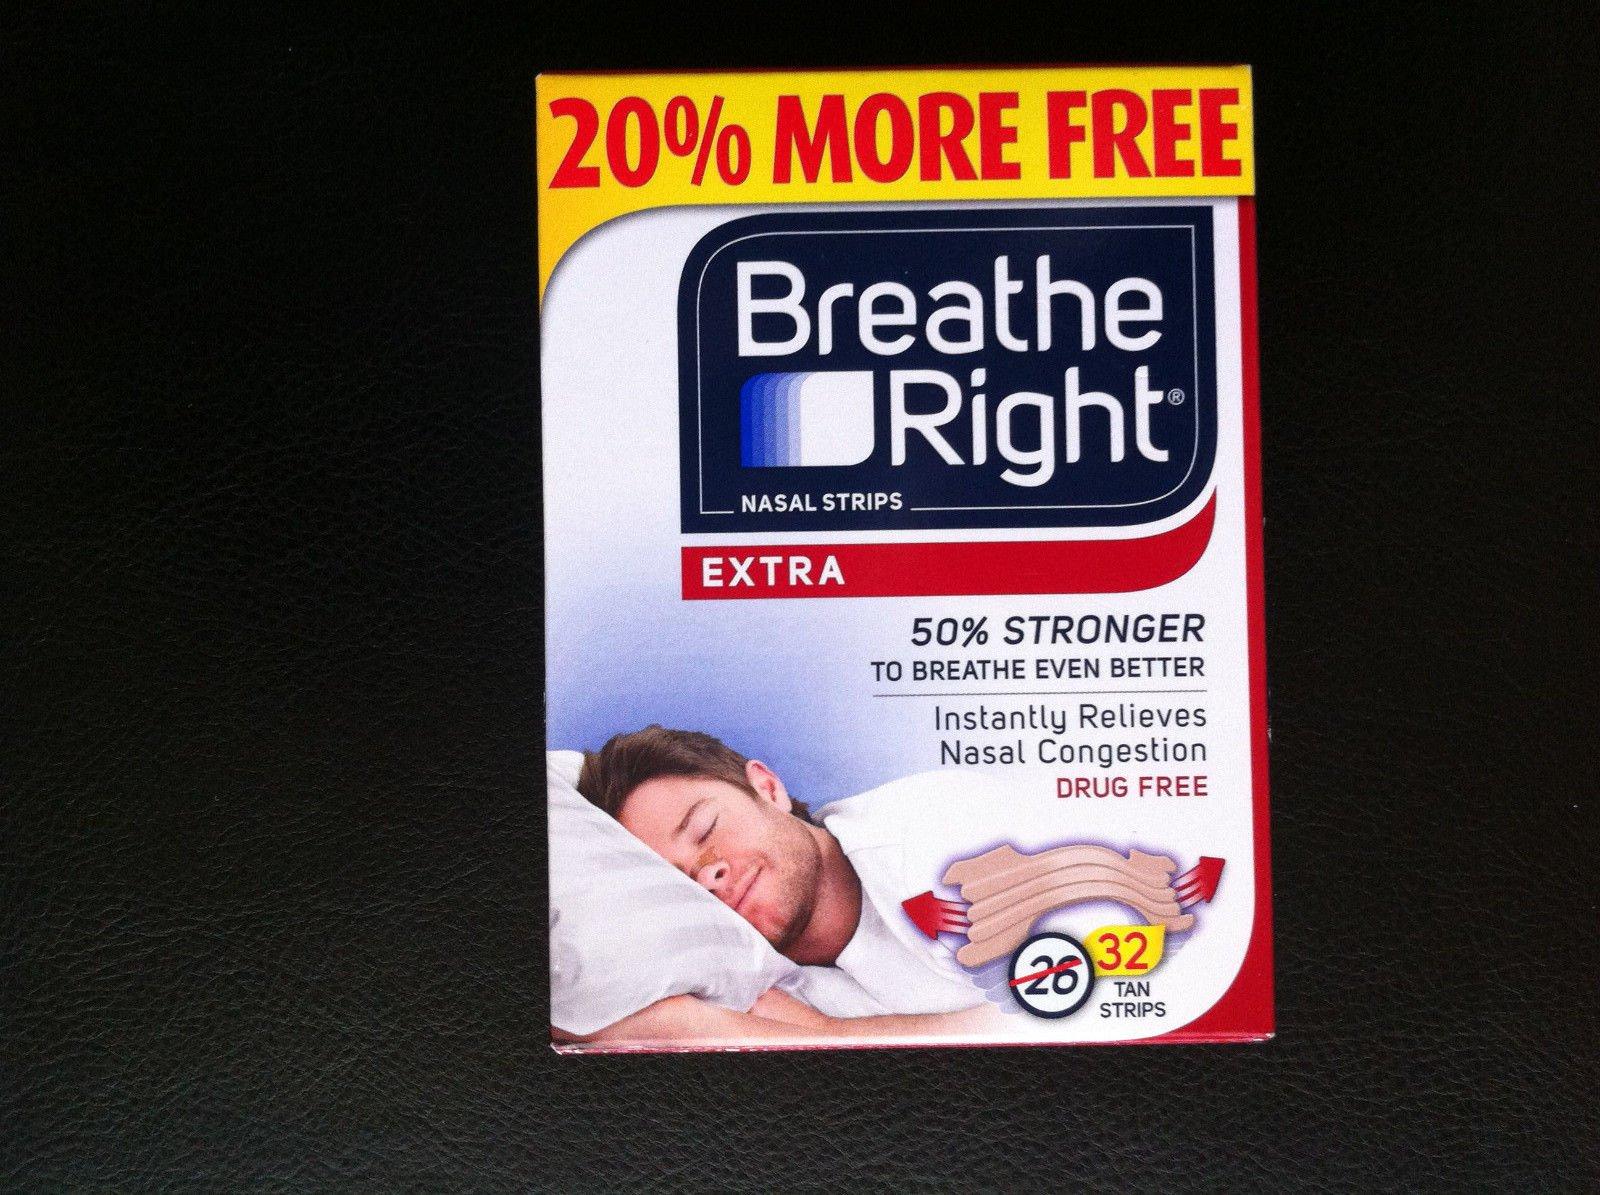 20% MORE FREE
Breathe
Right®
NASAL STRIPS
EXTRA
50% STRONGER
TO BREATHE EVEN BETTER
Instantly Relieves
Nasal Congestion
DRUG FREE
26 32
TAN
STRIPS